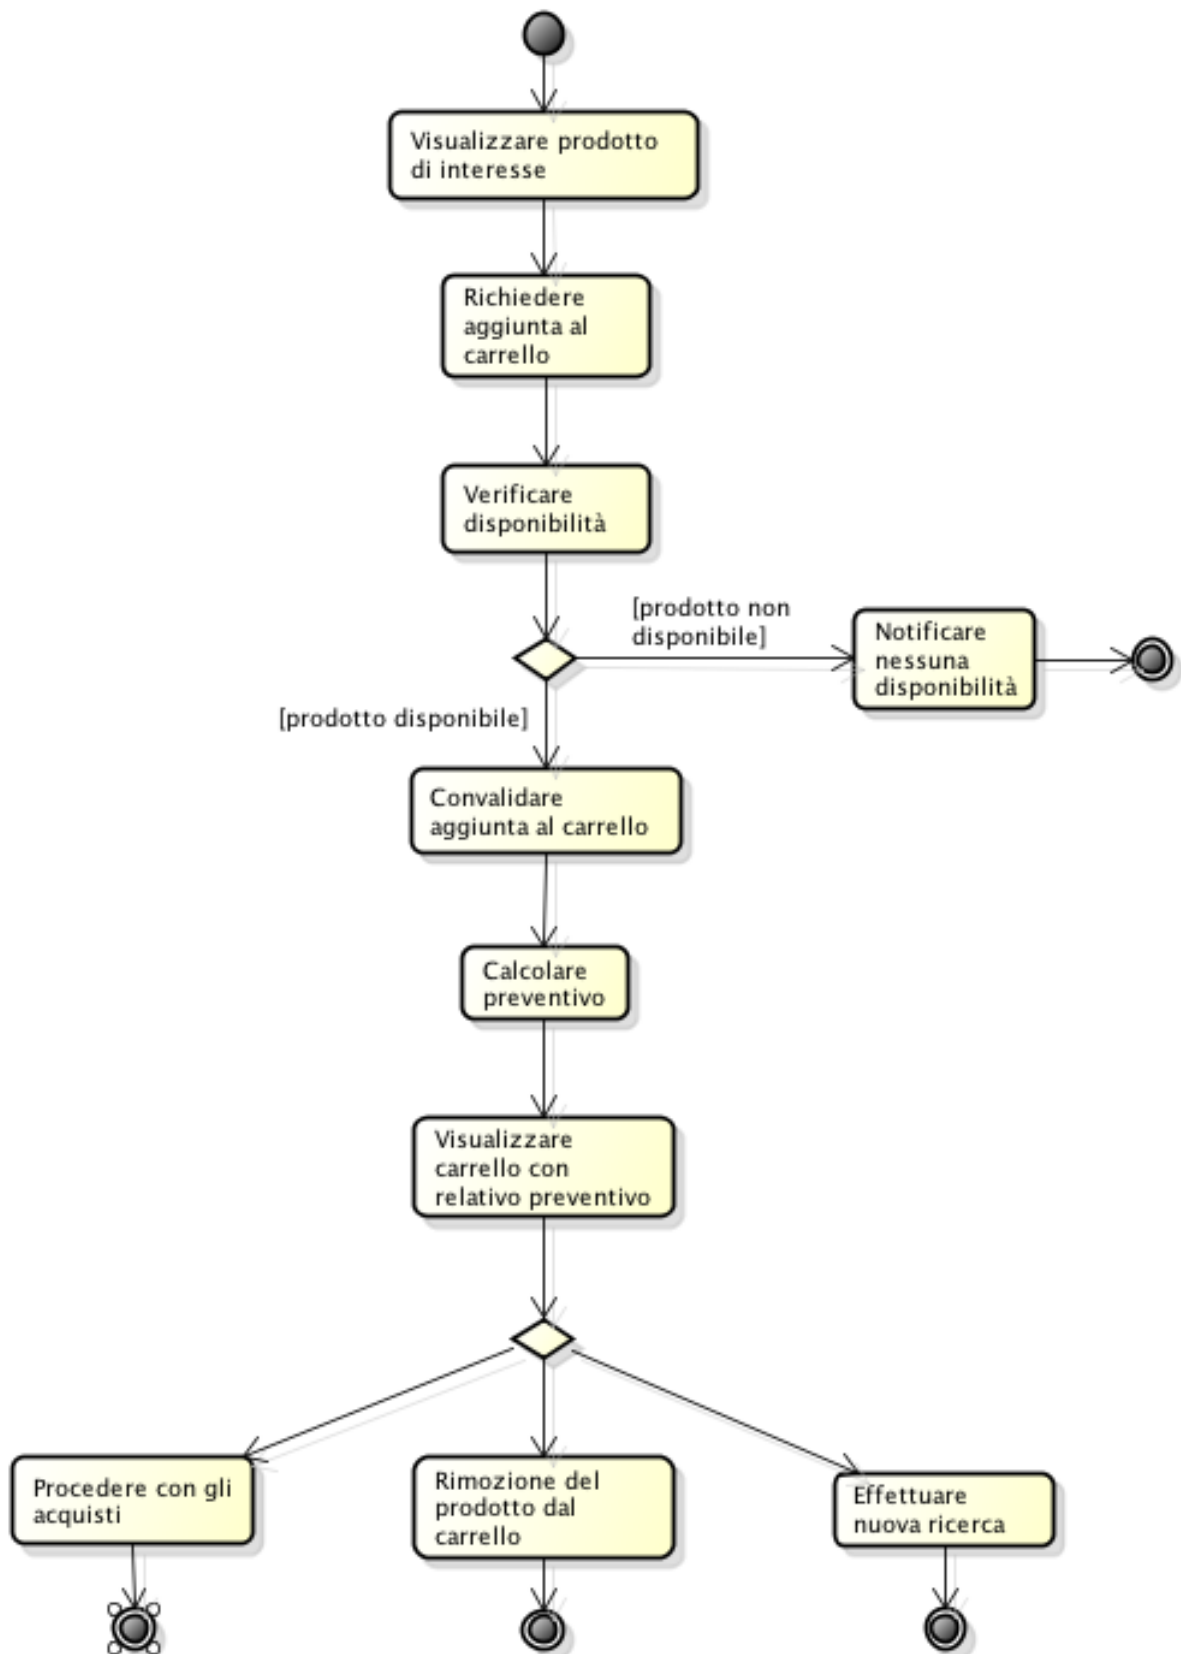 Visualizzare prodotto
di interesse
Richiedere
aggiunta al
carrello
Verificare
disponibilità
[prodotto non
disponibile]
Notificare
nessuna
disponibilità
[prodotto disponibile]
Convalidare
aggiunta al carrello
Calcolare
preventivo
Visualizzare
carrello con
relativo preventivo
Procedere con gli
acquisti
Rimozione del
prodotto dal
carrello
Effettuare
nuova ricerca